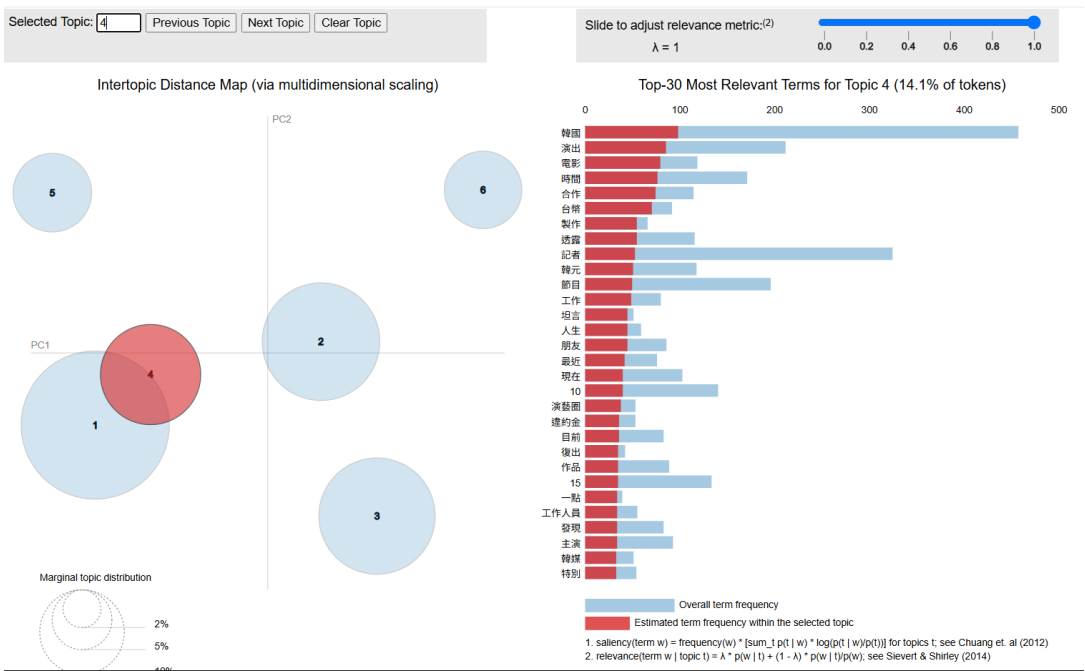 Selected Topic: 4 Previous Topic Next Topic Clear Topic
Slide to adjust relevance metric:(2)
λ = 1
0.0 0.2 0.4 0.6 0.8 1.0
Intertopic Distance Map (via multidimensional scaling)
PC2
PC1
5
6
2
4
1
3
Marginal topic distribution
2%
5%
10%
Top-30 Most Relevant Terms for Topic 4 (14.1% of tokens)
0 100 200 300 400 500
韓國
演出
電影
時間
合作
台幣
製作
透露
記者
韓元
節目
工作
坦言
人生
朋友
最近
現在
10
演藝圈
違約金
目前
復出
作品
15
一點
工作人員
發現
主演
韓媒
特別
Overall term frequency
Estimated term frequency within the selected topic
1. saliency(term w) = frequency(w) * [sum_t p(t | w) * log(p(t | w)/p(t))] for topics t; see Chuang et. al (2012)
2. relevance(term w | topic t) = λ * p(w | t) + (1 - λ) * p(w | t)/p(w); see Sievert & Shirley (2014)